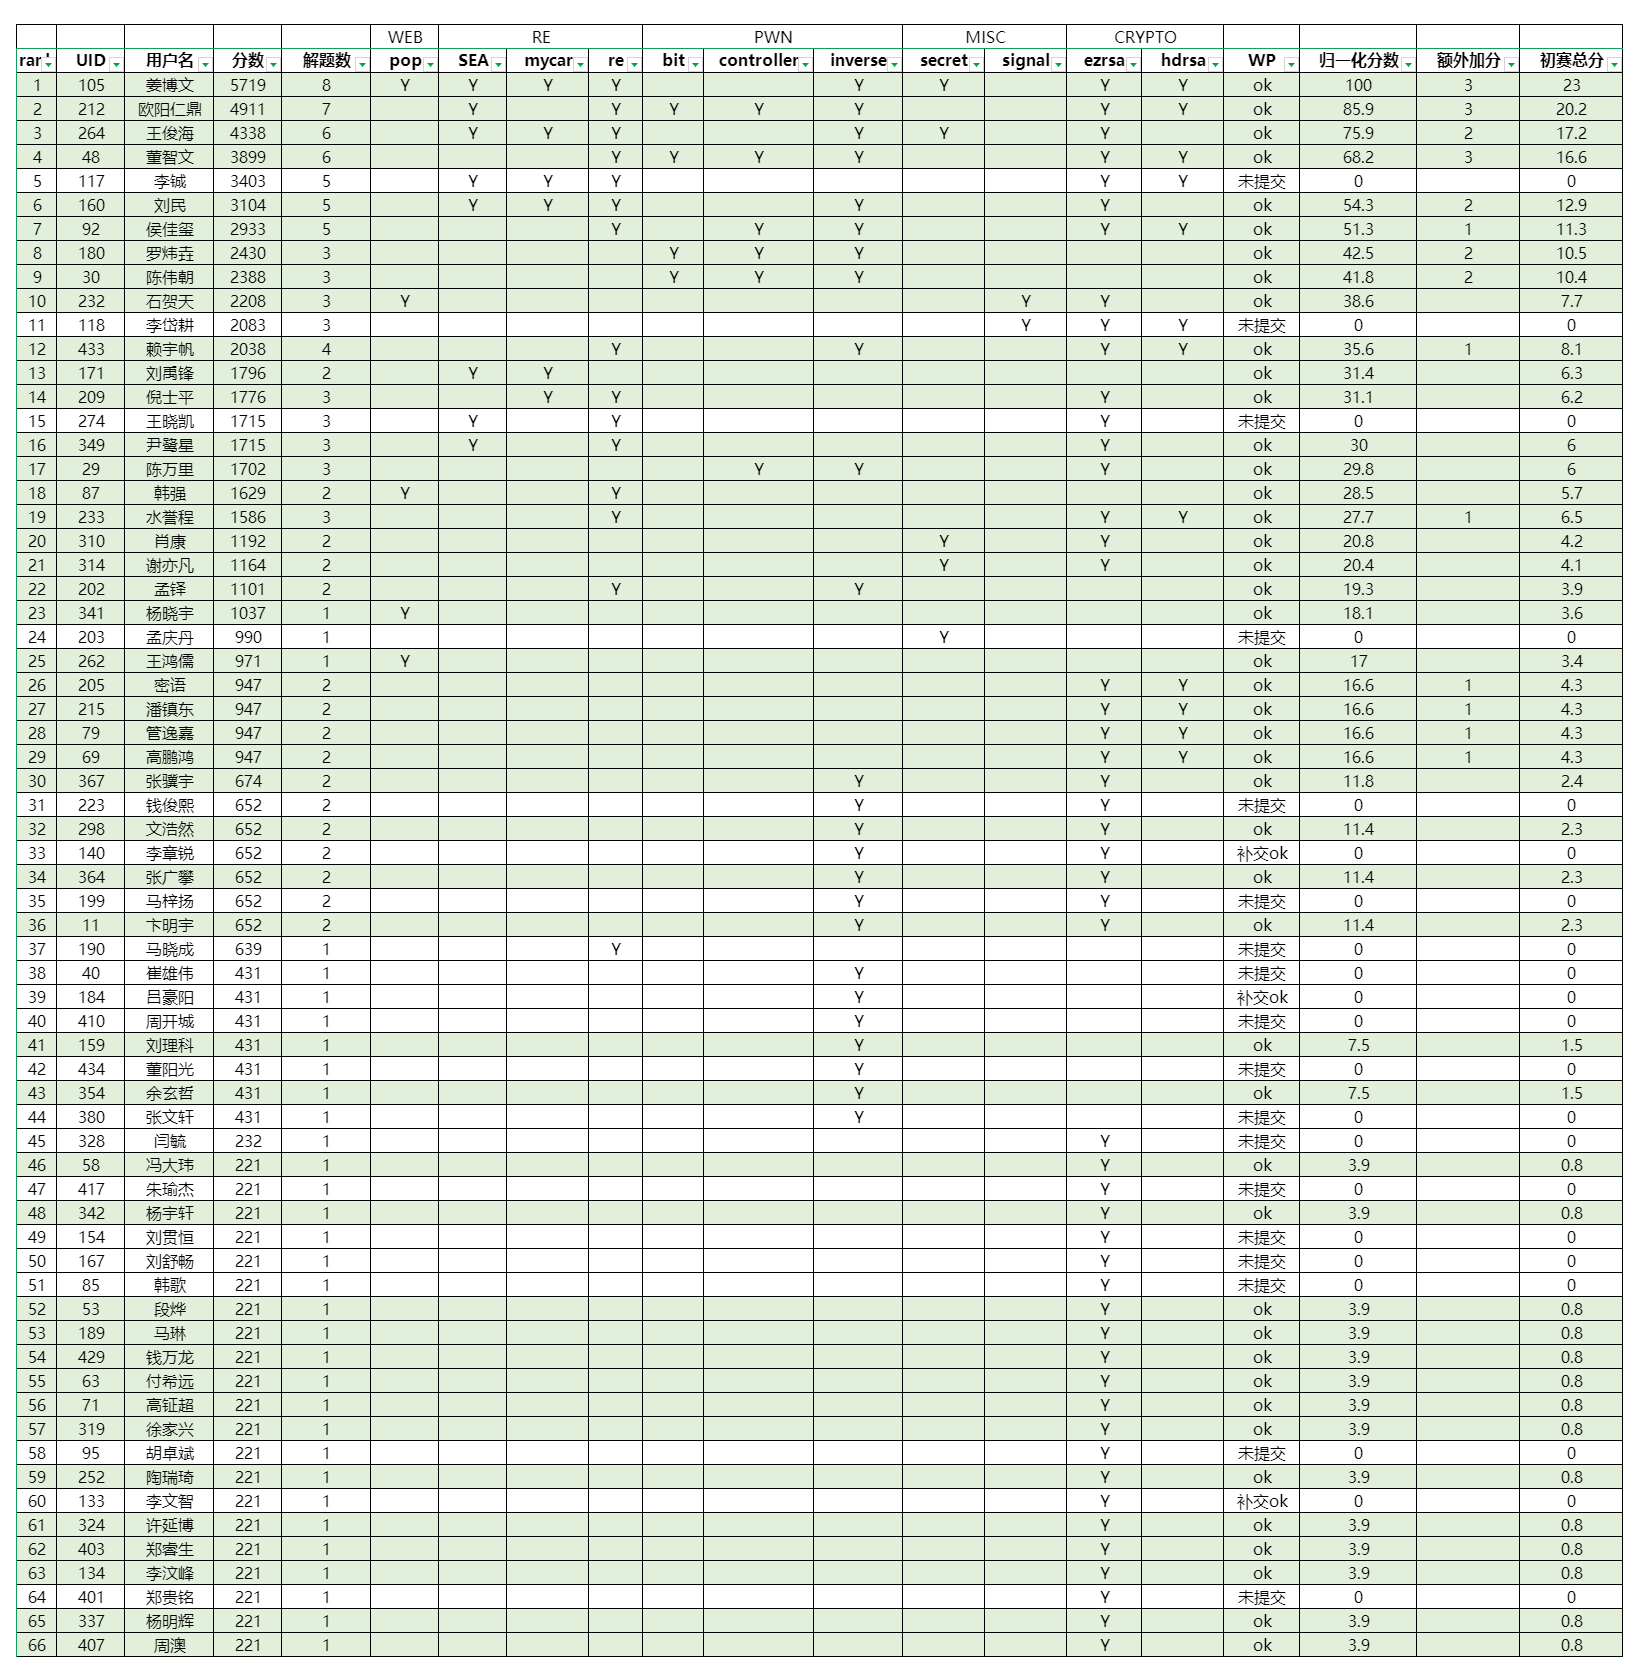 WEB RE PWN MISC CRYPTO
ran UID 用户名 分数 解题数 pop SEA mycar re bit controller inverse secret signal ezrsa hdrsa WP 归一化分数 额外加分 初赛总分
1 105 姜博文 5719 8 Y Y Y Y Y Y Y Y ok 100 3 23
2 212 欧阳仁鼎 4911 7 Y Y Y Y Y Y Y ok 85.9 3 20.2
3 264 王俊海 4338 6 Y Y Y Y Y Y ok 75.9 2 17.2
4 48 董智文 3899 6 Y Y Y Y Y Y ok 68.2 3 16.6
5 117 李铖 3403 5 Y Y Y Y Y 未提交 0 0
6 160 刘民 3104 5 Y Y Y Y Y ok 54.3 2 12.9
7 92 侯佳玺 2933 5 Y Y Y Y Y ok 51.3 1 11.3
8 180 罗炜垚 2430 3 Y Y Y ok 42.5 2 10.5
9 30 陈伟朝 2388 3 Y Y Y ok 41.8 2 10.4
10 232 石贺天 2208 3 Y Y Y ok 38.6 7.7
11 118 李岱耕 2083 3 Y Y Y 未提交 0 0
12 433 赖宇帆 2038 4 Y Y Y Y ok 35.6 1 8.1
13 171 刘禹锋 1796 2 Y Y ok 31.4 6.3
14 209 倪士平 1776 3 Y Y Y ok 31.1 6.2
15 274 王晓凯 1715 3 Y Y Y 未提交 0 0
16 349 尹鹭星 1715 3 Y Y Y ok 30 6
17 29 陈万里 1702 3 Y Y Y ok 29.8 6
18 87 韩强 1629 2 Y Y ok 28.5 5.7
19 233 水誉程 1586 3 Y Y Y ok 27.7 1 6.5
20 310 肖康 1192 2 Y Y ok 20.8 4.2
21 314 谢亦凡 1164 2 Y Y ok 20.4 4.1
22 202 孟铎 1101 2 Y Y ok 19.3 3.9
23 341 杨晓宇 1037 1 Y ok 18.1 3.6
24 203 孟庆丹 990 1 Y 未提交 0 0
25 262 王鸿儒 971 1 Y ok 17 3.4
26 205 密语 947 2 Y Y ok 16.6 1 4.3
27 215 潘镇东 947 2 Y Y ok 16.6 1 4.3
28 79 管逸嘉 947 2 Y Y ok 16.6 1 4.3
29 69 高鹏鸿 947 2 Y Y ok 16.6 1 4.3
30 367 张骥宇 674 2 Y Y ok 11.8 2.4
31 223 钱俊熙 652 2 Y Y 未提交 0 0
32 298 文浩然 652 2 Y Y ok 11.4 2.3
33 140 李章锐 652 2 Y Y 补交ok 0 0
34 364 张广攀 652 2 Y Y ok 11.4 2.3
35 199 马梓扬 652 2 Y Y 未提交 0 0
36 11 卞明宇 652 2 Y Y ok 11.4 2.3
37 190 马晓成 639 1 Y 未提交 0 0
38 40 崔雄伟 431 1 Y 未提交 0 0
39 184 吕豪阳 431 1 Y 补交ok 0 0
40 410 周开城 431 1 Y 未提交 0 0
41 159 刘理科 431 1 Y ok 7.5 1.5
42 434 董阳光 431 1 Y 未提交 0 0
43 354 余玄哲 431 1 Y ok 7.5 1.5
44 380 张文轩 431 1 Y 未提交 0 0
45 328 闫毓 232 1 Y 未提交 0 0
46 58 冯大玮 221 1 Y ok 3.9 0.8
47 417 朱瑜杰 221 1 Y 未提交 0 0
48 342 杨宇轩 221 1 Y ok 3.9 0.8
49 154 刘贯恒 221 1 Y 未提交 0 0
50 167 刘舒畅 221 1 Y 未提交 0 0
51 85 韩歌 221 1 Y 未提交 0 0
52 53 段烨 221 1 Y ok 3.9 0.8
53 189 马琳 221 1 Y ok 3.9 0.8
54 429 钱万龙 221 1 Y ok 3.9 0.8
55 63 付希远 221 1 Y ok 3.9 0.8
56 71 高钲超 221 1 Y ok 3.9 0.8
57 319 徐家兴 221 1 Y ok 3.9 0.8
58 95 胡卓斌 221 1 Y 未提交 0 0
59 252 陶瑞琦 221 1 Y ok 3.9 0.8
60 133 李文智 221 1 Y 补交ok 0 0
61 324 许延博 221 1 Y ok 3.9 0.8
62 403 郑睿生 221 1 Y ok 3.9 0.8
63 134 李汶峰 221 1 Y ok 3.9 0.8
64 401 郑贵铭 221 1 Y 未提交 0 0
65 337 杨明辉 221 1 Y ok 3.9 0.8
66 407 周澳 221 1 Y ok 3.9 0.8